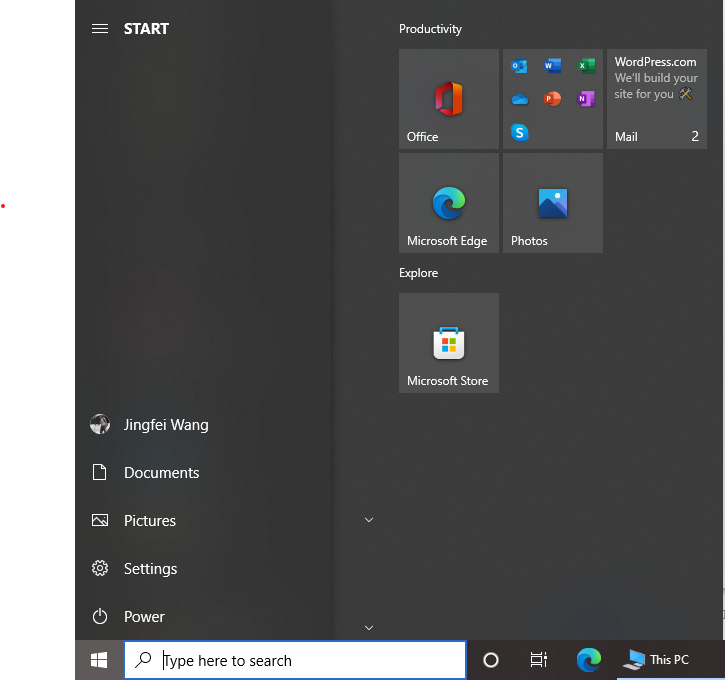 START
Productivity
Office
WordPress.com
We'll build your
site for you
Mail 2
Microsoft Edge
Photos
Explore
Microsoft Store
Jingfei Wang
Documents
Pictures
Settings
Power
Type here to search
This PC